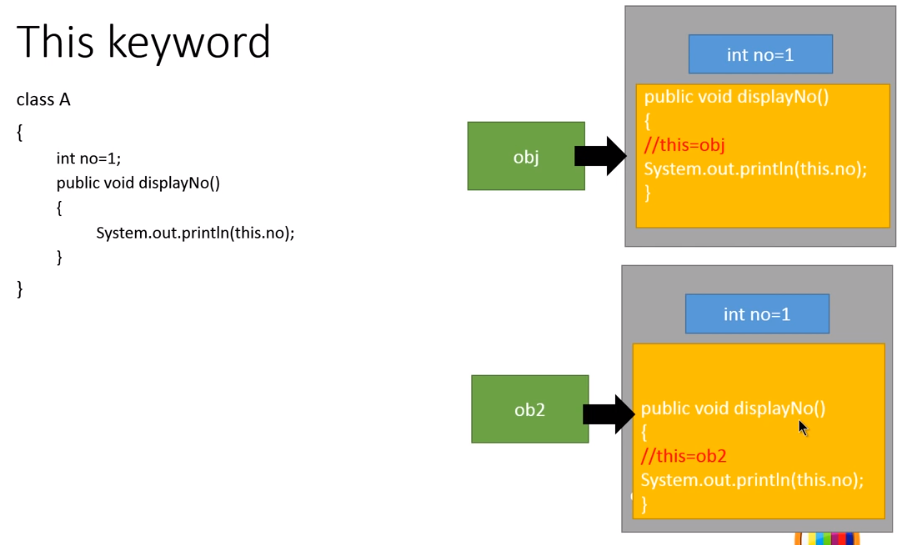 This keyword
class A
{
int no=1;
public void displayNo()
{
System.out.println(this.no);
}
}
obj
int no=1
public void displayNo()
{
//this=obj
System.out.println(this.no);
}
ob2
int no=1
public void displayNo()
{
//this=ob2
System.out.println(this.no);
}